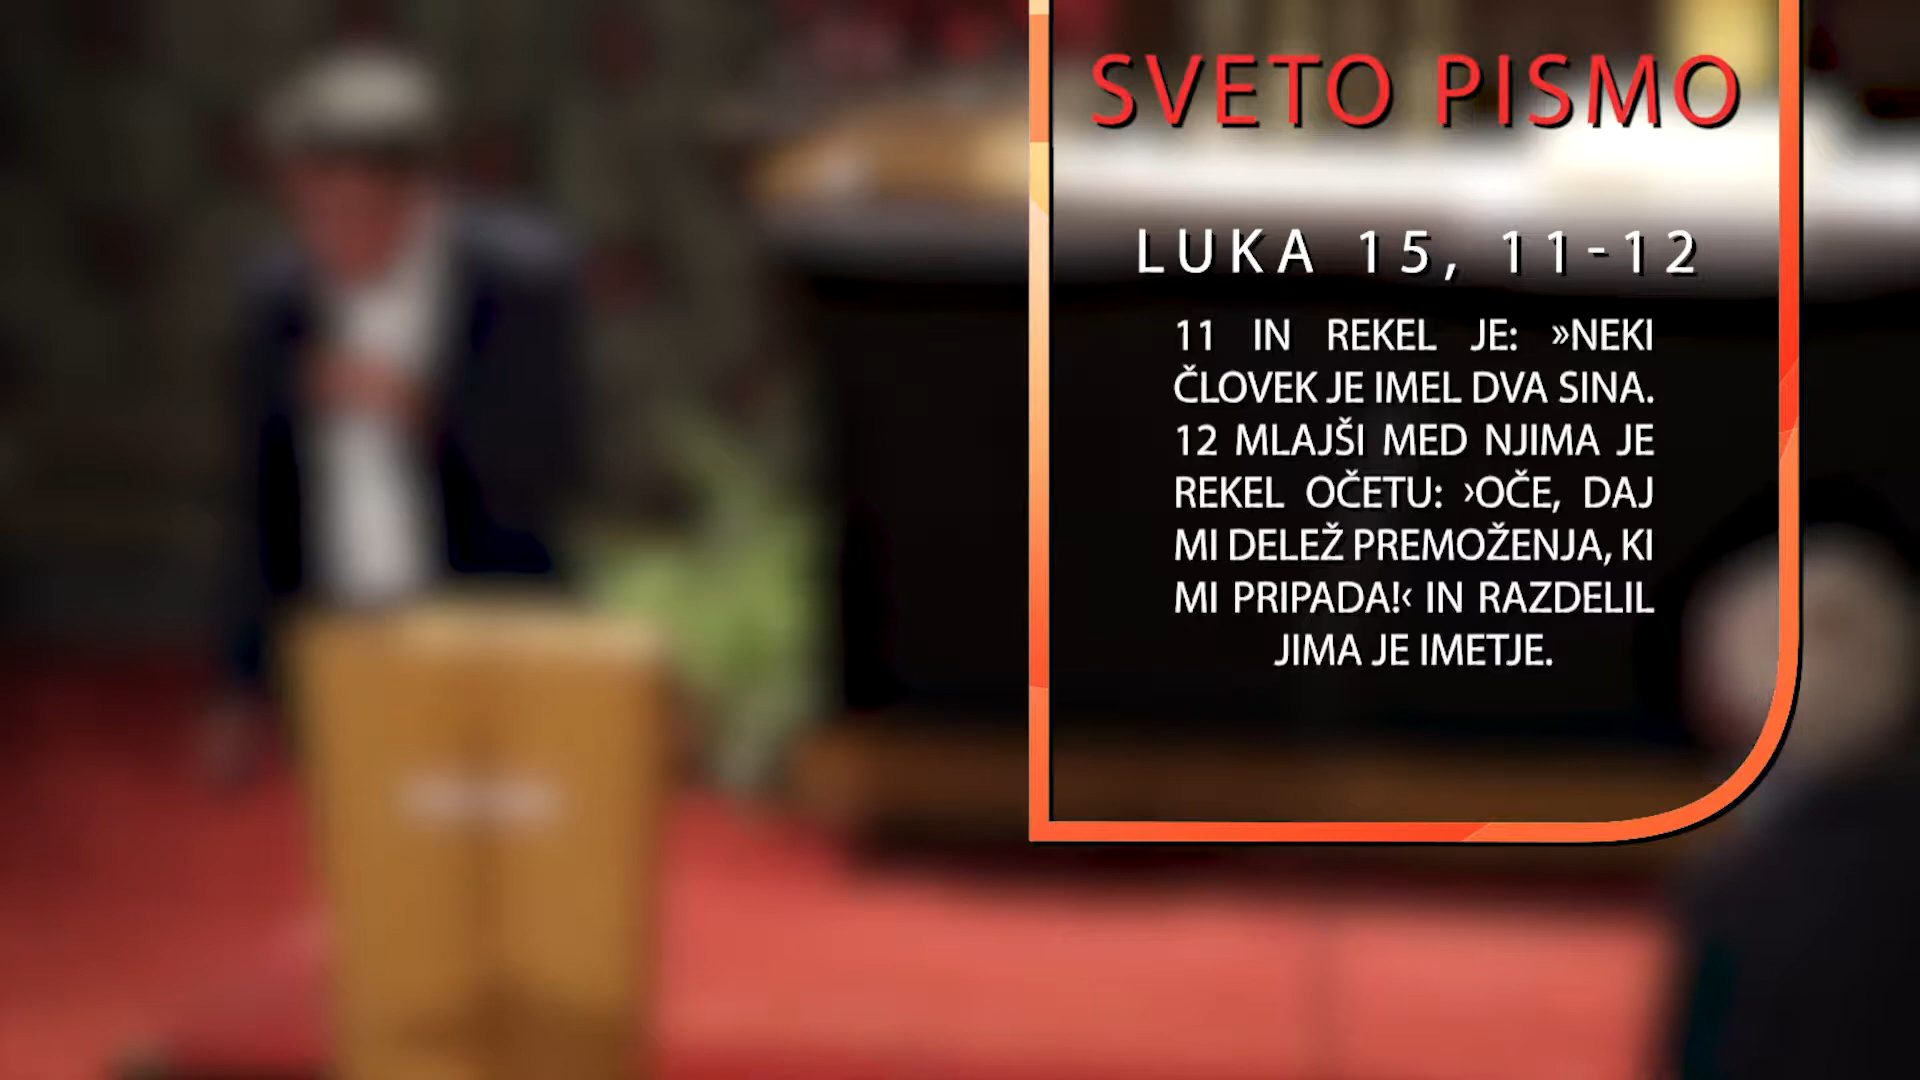 SVETO PISMO
LUKA 15, 11-12
11 IN REKEL JE: »NEKI
ČLOVEK JE IMEL DVA SINA.
12 MLAJŠI MED NJIMA JE
REKEL OČETU: ›OČE, DAJ
MI DELEŽ PREMOŽENJA, KI
MI PRIPADA!‹ IN RAZDELIL
JIMA JE IMETJE.